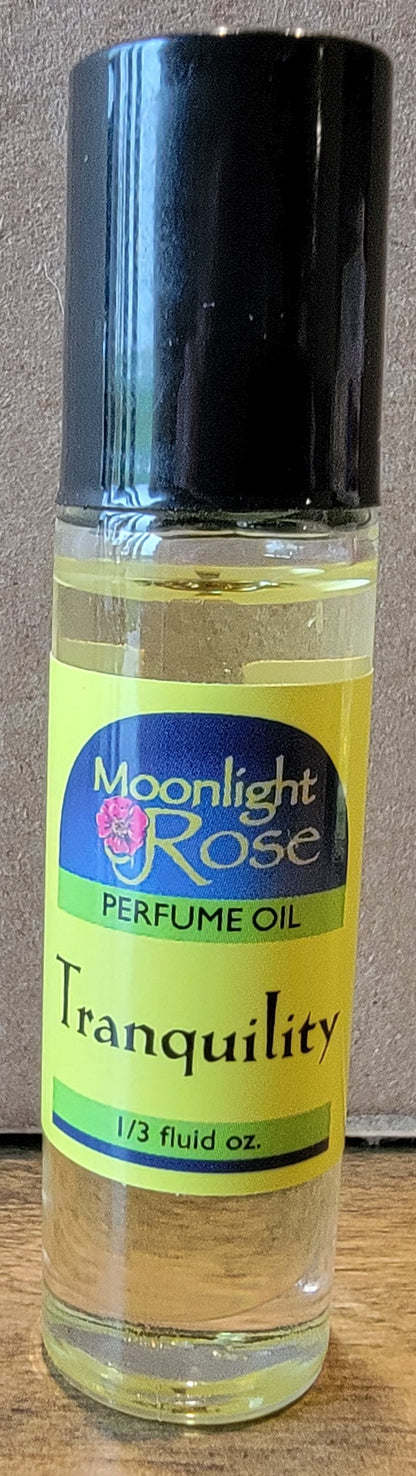 Moonlight
Rose
PERFUME OIL
Tranquility
1/3 fluid oz.